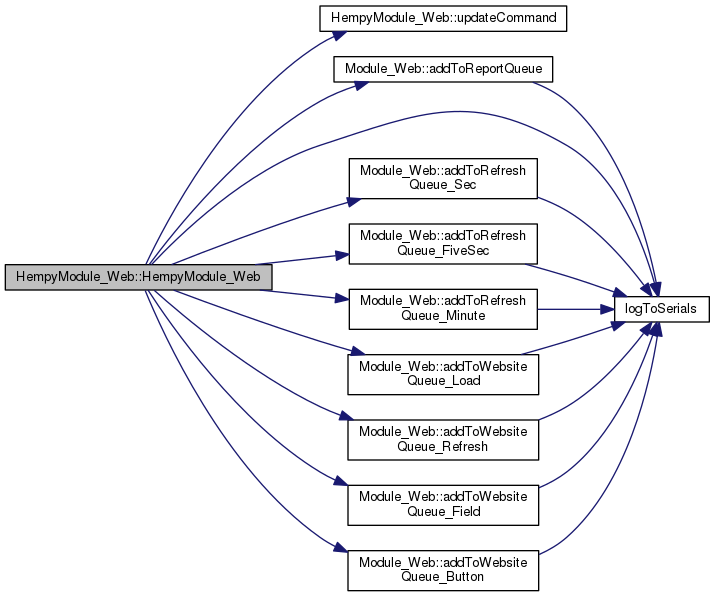 HempyModule_Web::updateCommand
Module_Web::addToReportQueue
Module_Web::addToRefresh
Queue_Sec
Module_Web::addToRefresh
Queue_FiveSec
HempyModule_Web::HempyModule_Web
Module_Web::addToRefresh
Queue_Minute
logToSerials
Module_Web::addToWebsite
Queue_Load
Module_Web::addToWebsite
Queue_Refresh
Module_Web::addToWebsite
Queue_Field
Module_Web::addToWebsite
Queue_Button